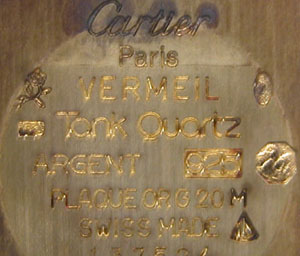 Cartier
Paris
VERMEIL
Tank Quartz
ARGENT 925
PLAQUE OR G 20 M
SWISS MADE